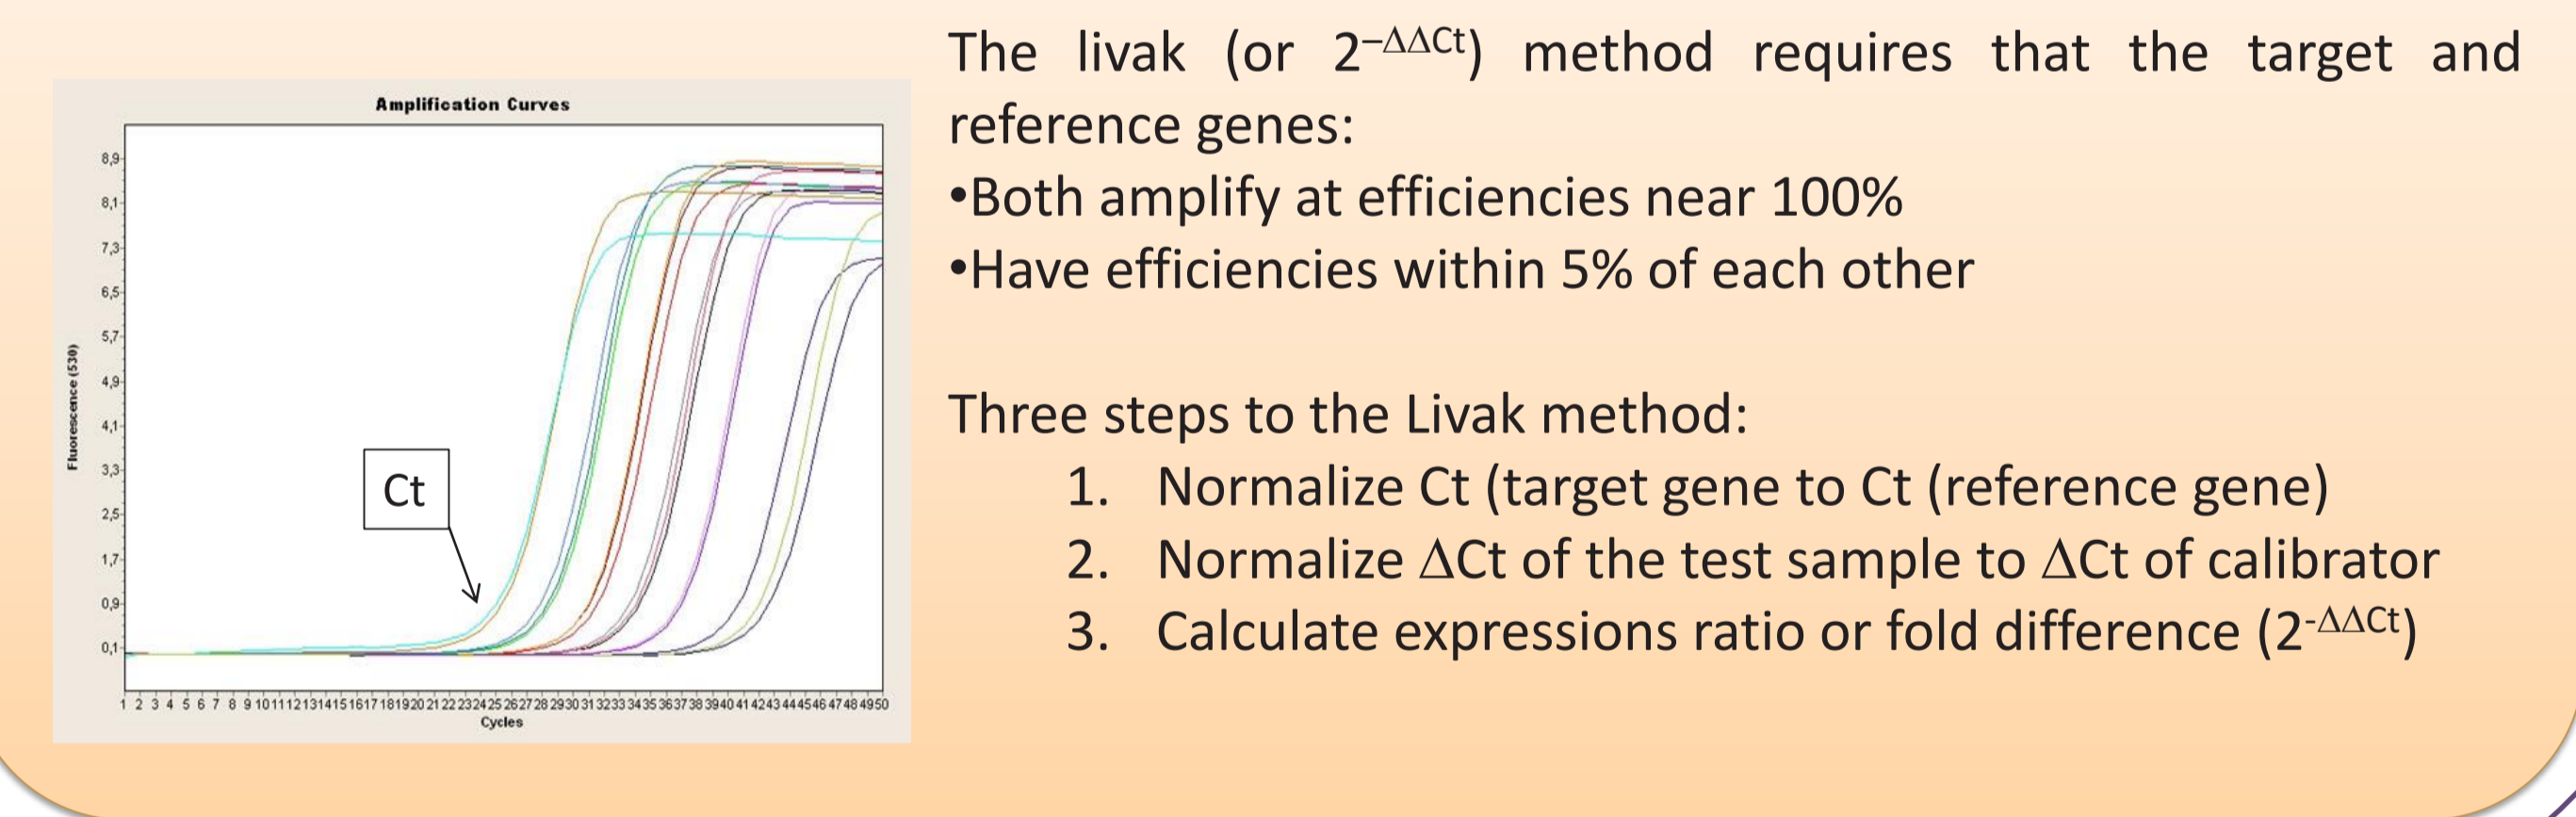 Amplification Curves
8,9
8,1
7,3
6,5
5,7
4,9
4,1
3,3
2,5
1,7
0,9
0,1
Fluorescence (530)
Ct
1 2 3 4 5 6 7 8 9 10 11 12 13 14 15 16 17 18 19 20 21 22 23 24 25 26 27 28 29 30 31 32 33 34 35 36 37 38 39 40 41 42 43 44 45 46 47 48 49 50
Cycles
The livak (or 2–∆∆Ct) method requires that the target and
reference genes:
•Both amplify at efficiencies near 100%
•Have efficiencies within 5% of each other
Three steps to the Livak method:
1. Normalize Ct (target gene to Ct (reference gene)
2. Normalize ∆Ct of the test sample to ∆Ct of calibrator
3. Calculate expressions ratio or fold difference (2-∆∆Ct)